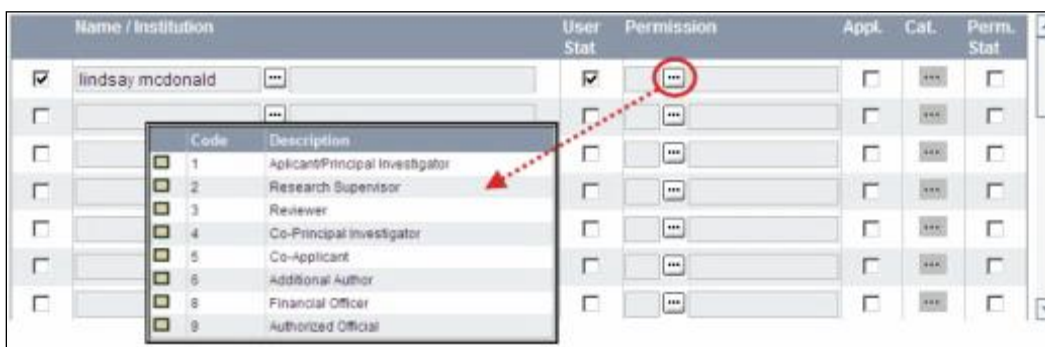 Name / Institution User Stat Permission Appl. Cat. Perm. Stat
lindsay mcdonald
Code Description
1 Aplicant/Principal Investigator
2 Research Supervisor
3 Reviewer
4 Co-Principal Investigator
5 Co-Applicant
6 Additional Author
8 Financial Officer
9 Authorized Official